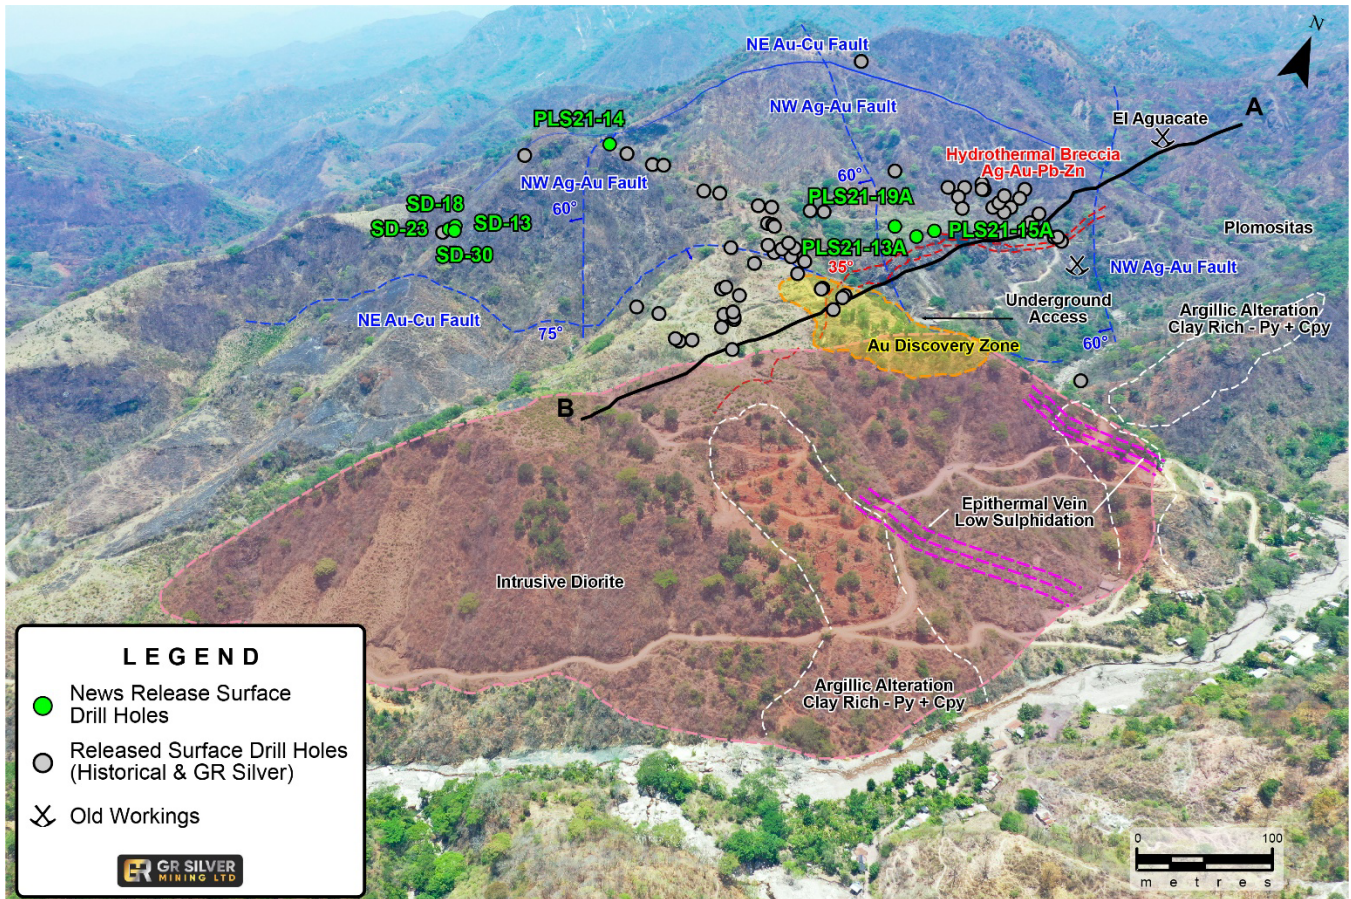 N
NE Au-Cu Fault
A
NW Ag-Au Fault
El Aguacate
PLS21-14
Hydrothermal Breccia
Ag-Au-Pb-Zn
60°
NW Ag-Au Fault
PLS21-19A
SD-18
60°
SD-23
SD-13
PLS21-15A
Plomositas
SD-30
PLS21-13A
35°
NW Ag-Au Fault
Underground
Access
Argillic Alteration
Clay Rich - Py + Cpy
NE Au-Cu Fault
75°
Au Discovery Zone
60°
B
Epithermal Vein
Low Sulphidation
Intrusive Diorite
Argillic Alteration
Clay Rich - Py + Cpy
LEGEND
News Release Surface
Drill Holes
Released Surface Drill Holes
(Historical & GR Silver)
Old Workings
GR GR SILVER
MINING LTD
0 100
metres